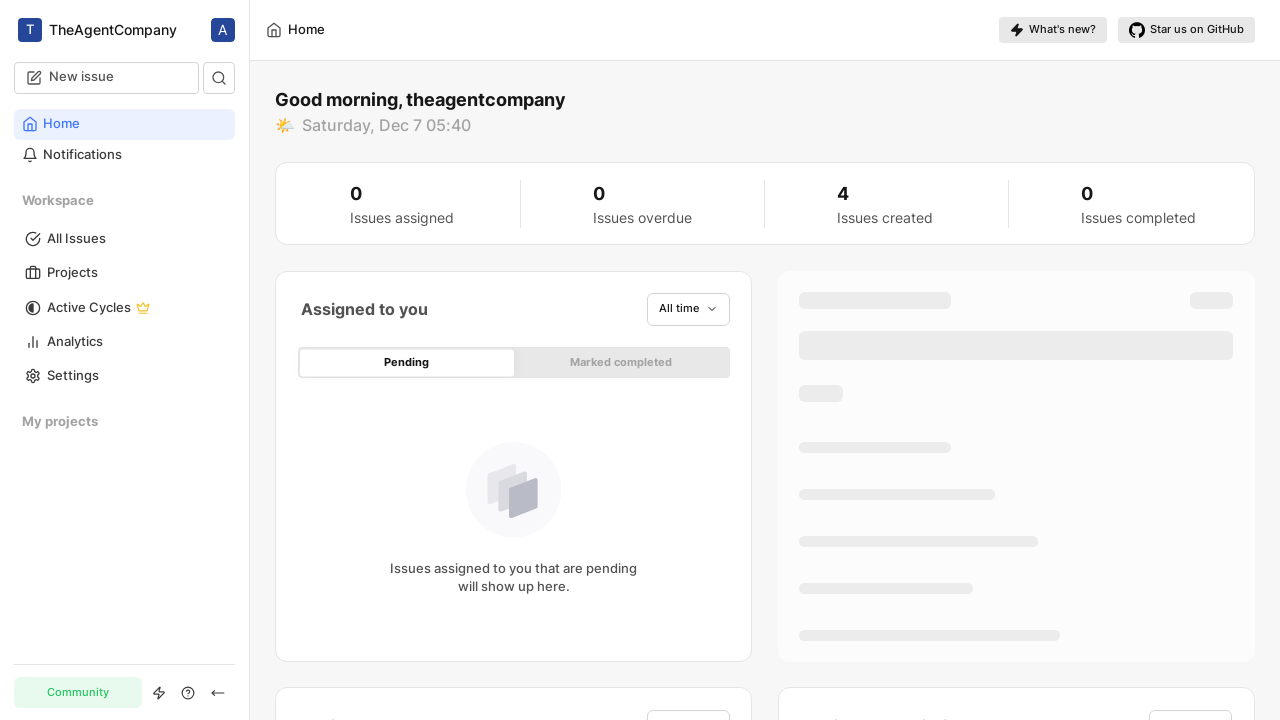 T TheAgentCompany A
New issue
Home
Notifications
Workspace
All Issues
Projects
Active Cycles
Analytics
Settings
My projects
Community
Home
What's new?
Star us on GitHub
Good morning, theagentcompany
Saturday, Dec 7 05:40
0
Issues assigned
0
Issues overdue
4
Issues created
0
Issues completed
Assigned to you
All time
Pending
Marked completed
Issues assigned to you that are pending
will show up here.